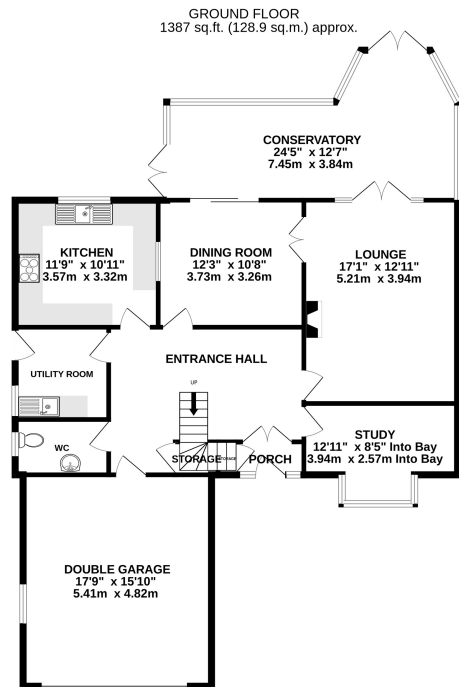 GROUND FLOOR
1387 sq.ft. (128.9 sq.m.) approx.
CONSERVATORY
24'5" x 12'7"
7.45m x 3.84m
KITCHEN
11'9" x 10'11"
3.57m x 3.32m
DINING ROOM
12'3" x 10'8"
3.73m x 3.26m
LOUNGE
17'1" x 12'11"
5.21m x 3.94m
ENTRANCE HALL
UTILITY ROOM
UP
WC
STORAGE
STORAGE
PORCH
STUDY
12'11" x 8'5" Into Bay
3.94m x 2.57m Into Bay
DOUBLE GARAGE
17'9" x 15'10"
5.41m x 4.82m